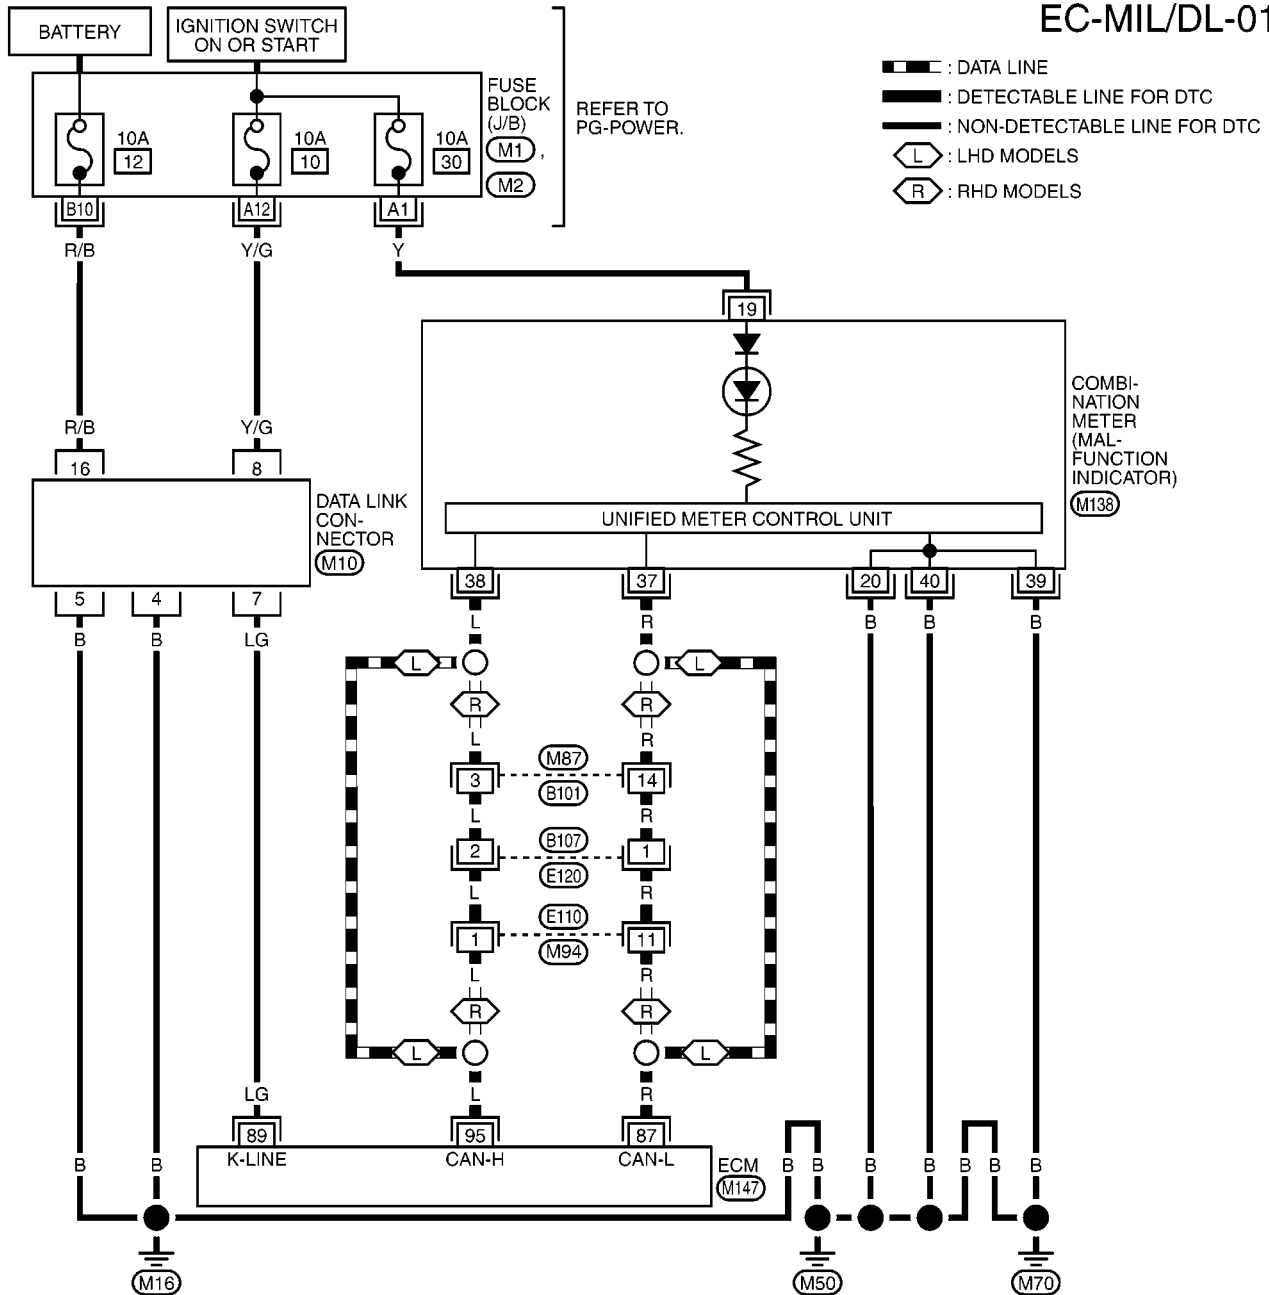 EC-MIL/DL-01
BATTERY
IGNITION SWITCH
ON OR START
: DATA LINE
: DETECTABLE LINE FOR DTC
: NON-DETECTABLE LINE FOR DTC
L : LHD MODELS
R : RHD MODELS
FUSE
BLOCK
(J/B)
M1 ,
M2
REFER TO
PG-POWER.
10A
12
10A
10
10A
30
B10
A12
A1
R/B
Y/G
Y
19
COMBI-
NATION
METER
(MAL-
FUNCTION
INDICATOR)
M138
R/B
Y/G
16
8
DATA LINK
CON-
NECTOR
M10
UNIFIED METER CONTROL UNIT
5
4
7
38
37
20
40
39
B
B
LG
L
R
B
B
B
L
L
R
R
L
R
M87
3
14
B101
L
R
B107
2
1
E120
L
R
E110
1
11
M94
L
R
R
R
L
L
LG
L
R
89
95
87
K-LINE
CAN-H
CAN-L
ECM
M147
B
B
B
B
B
B
B
B
B
M16
M50
M70